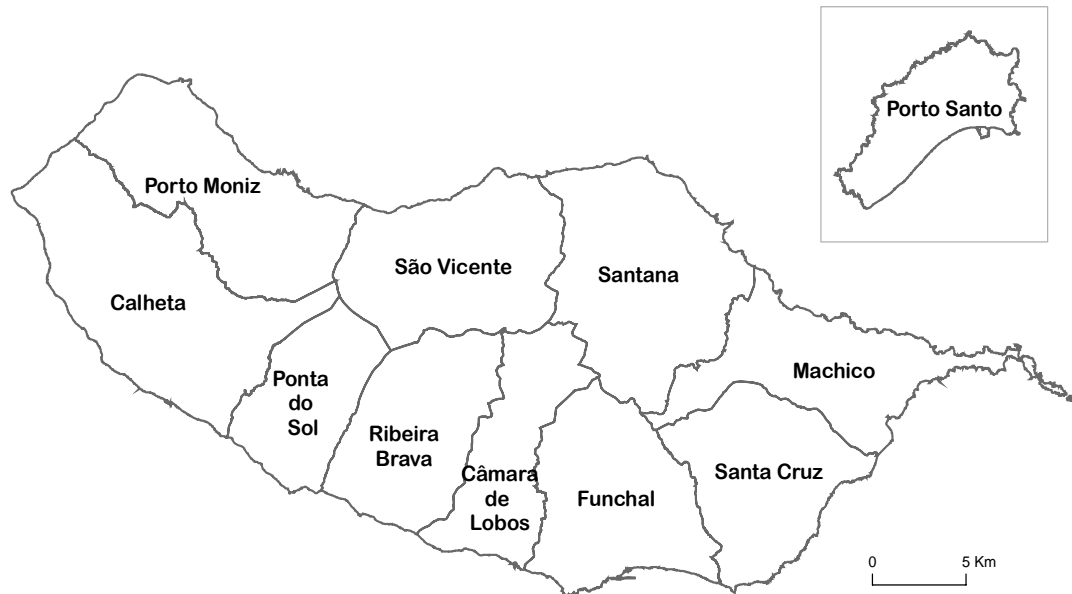 Porto Santo
Porto Moniz
São Vicente
Santana
Calheta
Machico
Ponta
do
Sol
Ribeira
Brava
Câmara
de
Lobos
Funchal
Santa Cruz
0 5 Km